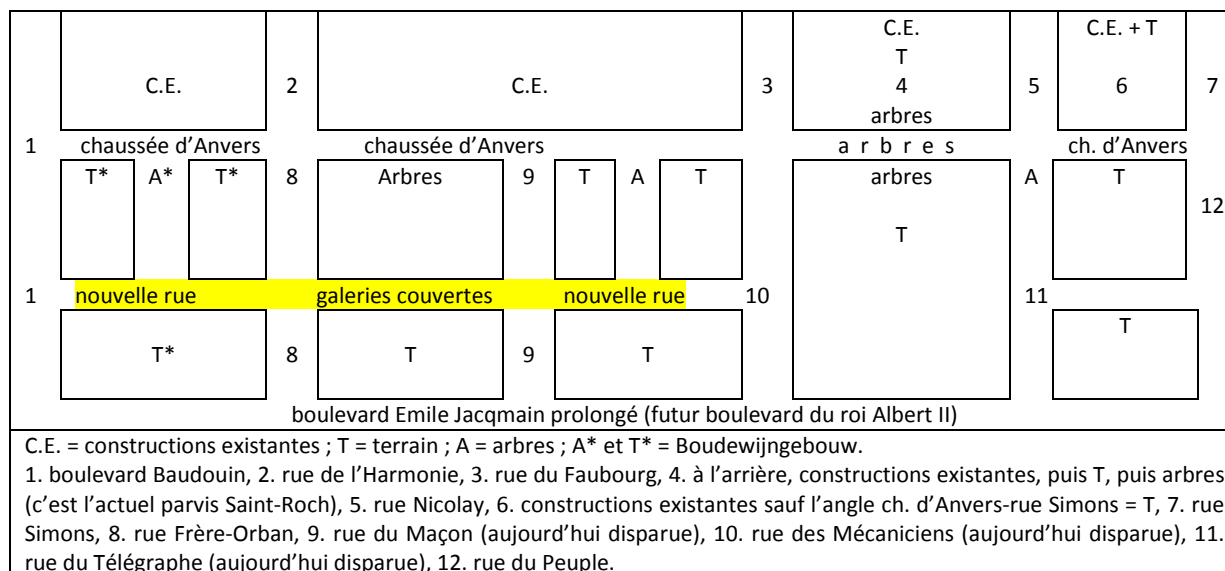 C.E. C.E. + T
T
C.E. 2 C.E. 3 4 5 6 7
arbres
1 chaussée d’Anvers chaussée d’Anvers a r b r e s ch. d’Anvers
T* A* T* 8 Arbres 9 T A T arbres A T
12
T
1 nouvelle rue galeries couvertes nouvelle rue 10 11
T
T* 8 T 9 T
boulevard Emile Jacqmain prolongé (futur boulevard du roi Albert II)
C.E. = constructions existantes ; T = terrain ; A = arbres ; A* et T* = Boudewijngebouw.
1. boulevard Baudouin, 2. rue de l’Harmonie, 3. rue du Faubourg, 4. à l’arrière, constructions existantes, puis T, puis arbres
(c’est l’actuel parvis Saint-Roch), 5. rue Nicolay, 6. constructions existantes sauf l’angle ch. d’Anvers-rue Simons = T, 7. rue
Simons, 8. rue Frère-Orban, 9. rue du Maçon (aujourd’hui disparue), 10. rue des Mécaniciens (aujourd’hui disparue), 11.
rue du Télégraphe (aujourd’hui disparue), 12. rue du Peuple.